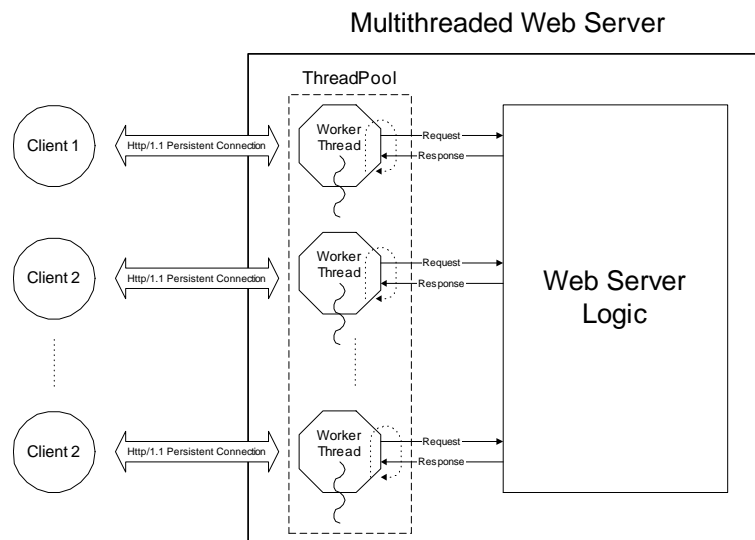 Multithreaded Web Server
ThreadPool
Client 1
Http/1.1 Persistent Connection
Worker
Thread
Request
Response
Client 2
Http/1.1 Persistent Connection
Worker
Thread
Request
Response
Web Server
Logic
Client 2
Http/1.1 Persistent Connection
Worker
Thread
Request
Response